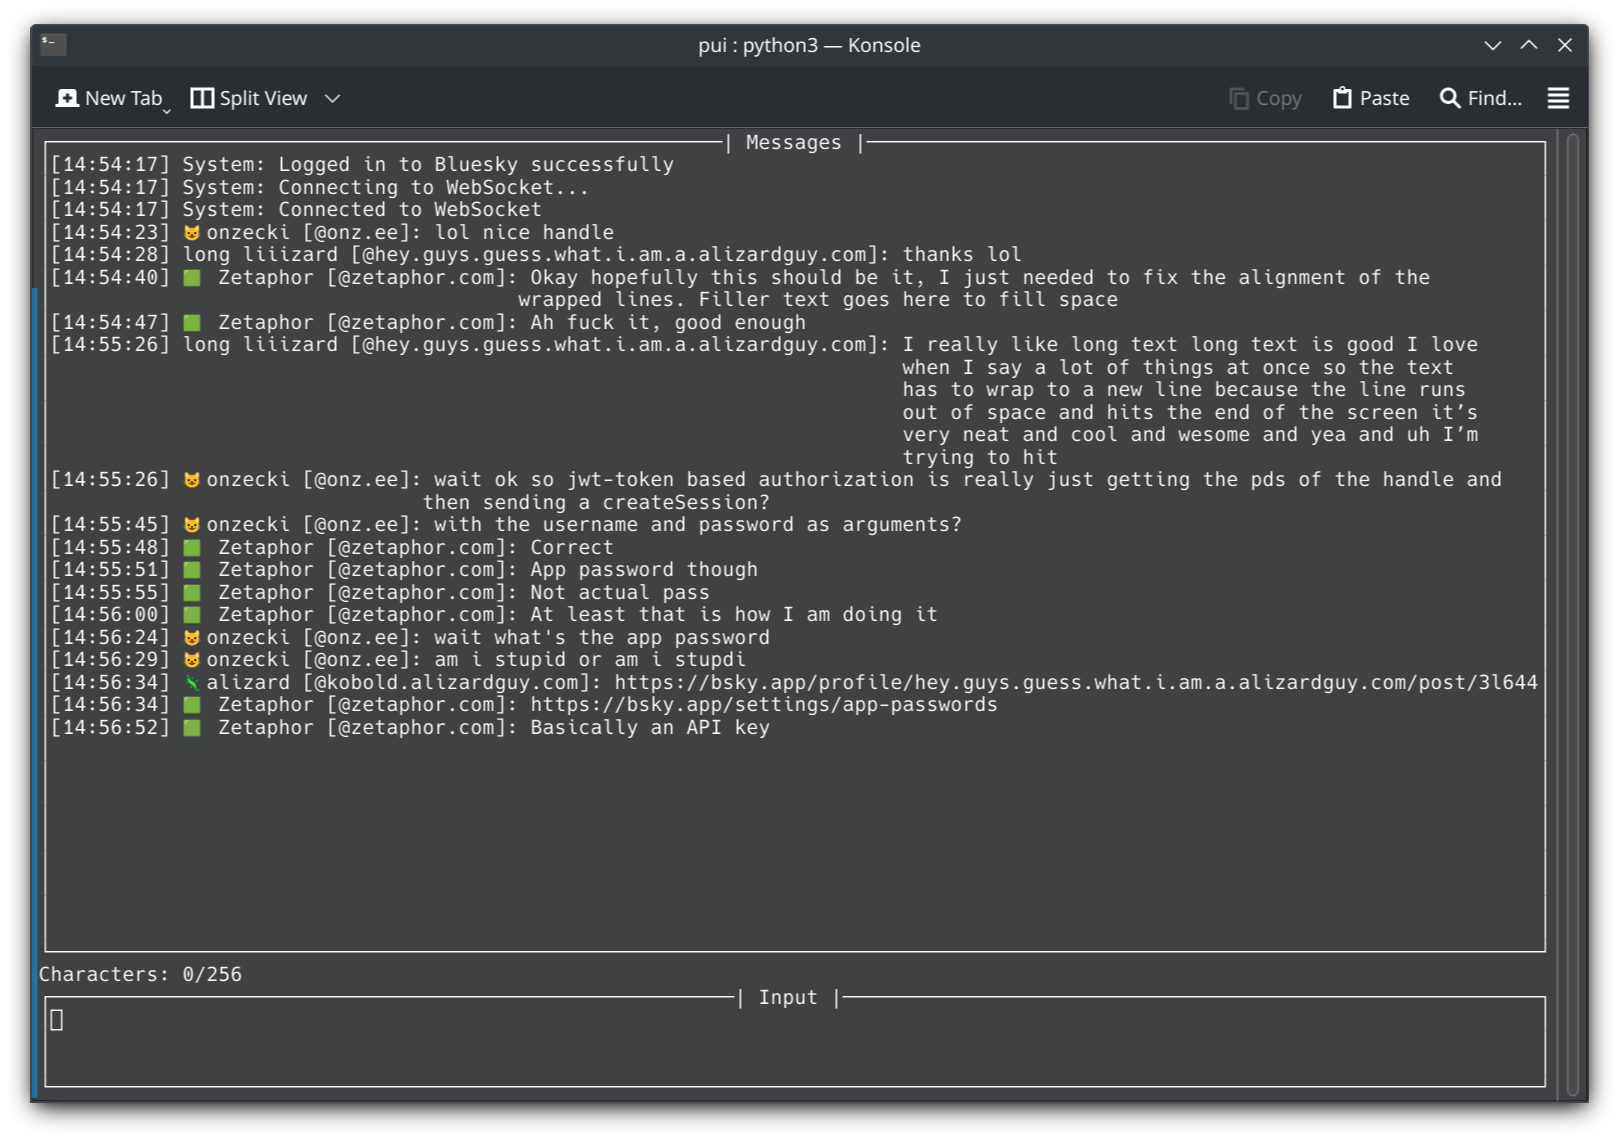 pui : python3 — Konsole
New Tab Split View Copy Paste Find...
Messages
[14:54:17] System: Logged in to Bluesky successfully
[14:54:17] System: Connecting to WebSocket...
[14:54:17] System: Connected to WebSocket
[14:54:23] 😺onzecki [@onz.ee]: lol nice handle
[14:54:28] long liiizard [@hey.guys.guess.what.i.am.a.alizardguy.com]: thanks lol
[14:54:40] 🟩 Zetaphor [@zetaphor.com]: Okay hopefully this should be it, I just needed to fix the alignment of the
wrapped lines. Filler text goes here to fill space
[14:54:47] 🟩 Zetaphor [@zetaphor.com]: Ah fuck it, good enough
[14:55:26] long liiizard [@hey.guys.guess.what.i.am.a.alizardguy.com]: I really like long text long text is good I love
when I say a lot of things at once so the text
has to wrap to a new line because the line runs
out of space and hits the end of the screen it’s
very neat and cool and wesome and yea and uh I’m
trying to hit
[14:55:26] 😺onzecki [@onz.ee]: wait ok so jwt-token based authorization is really just getting the pds of the handle and
then sending a createSession?
[14:55:45] 😺onzecki [@onz.ee]: with the username and password as arguments?
[14:55:48] 🟩 Zetaphor [@zetaphor.com]: Correct
[14:55:51] 🟩 Zetaphor [@zetaphor.com]: App password though
[14:55:55] 🟩 Zetaphor [@zetaphor.com]: Not actual pass
[14:56:00] 🟩 Zetaphor [@zetaphor.com]: At least that is how I am doing it
[14:56:24] 😺onzecki [@onz.ee]: wait what's the app password
[14:56:29] 😺onzecki [@onz.ee]: am i stupid or am i stupdi
[14:56:34] 🦎alizard [@kobold.alizardguy.com]: https://bsky.app/profile/hey.guys.guess.what.i.am.a.alizardguy.com/post/3l644
[14:56:34] 🟩 Zetaphor [@zetaphor.com]: https://bsky.app/settings/app-passwords
[14:56:52] 🟩 Zetaphor [@zetaphor.com]: Basically an API key
Characters: 0/256
Input